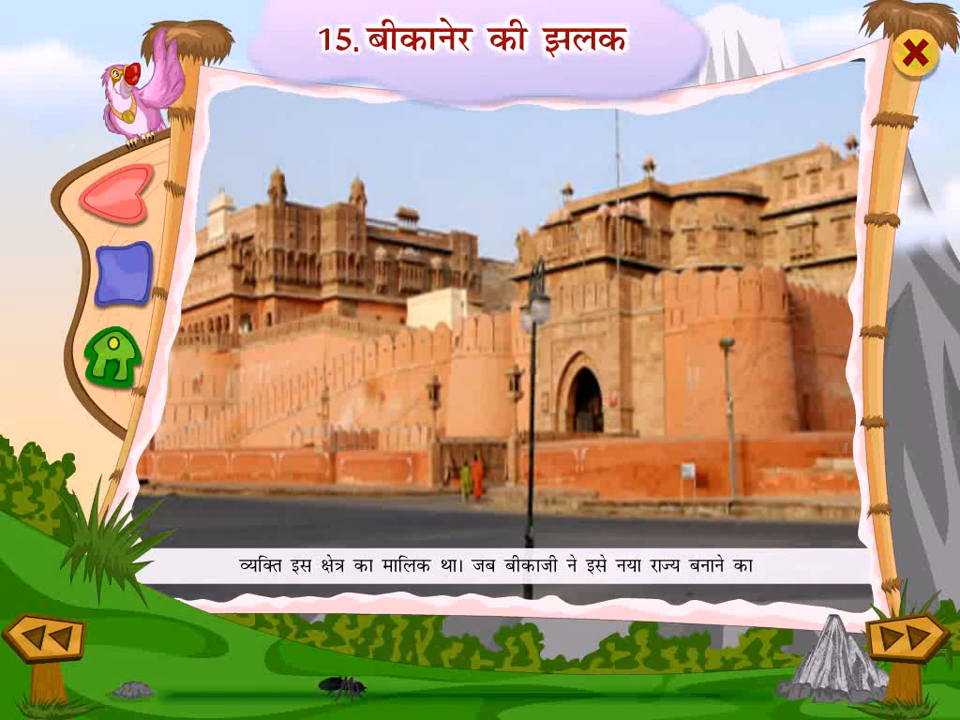 15. बीकानेर की झलक
व्यक्ति इस क्षेत्र का मालिक था। जब बीकाजी ने इसे नया राज्य बनाने का